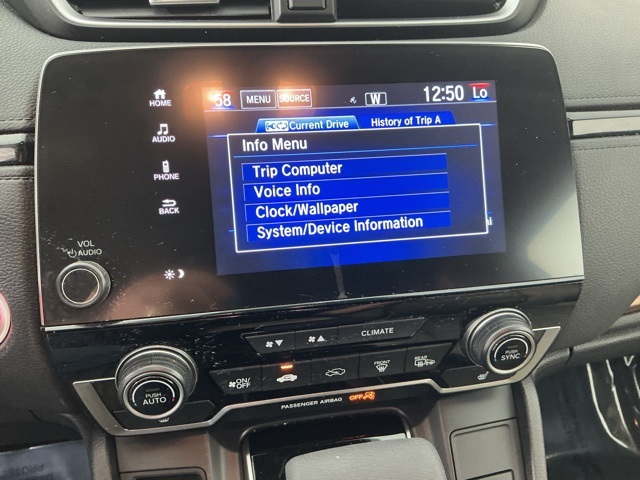 58 MENU SOURCE W 12:50 Lo
HOME
Current Drive History of Trip A
Info Menu
AUDIO
Trip Computer
PHONE
Voice Info
BACK
Clock/Wallpaper
System/Device Information
VOL
AUDIO
CLIMATE
ON/
OFF
FRONT
REAR
PUSH
AUTO
PUSH
SYNC
PASSENGER AIRBAG OFF